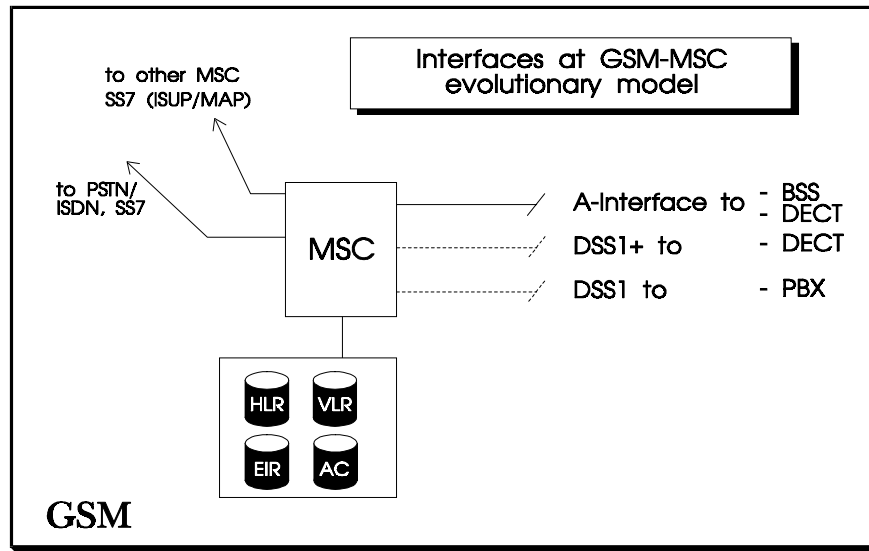 Interfaces at GSM-MSC
evolutionary model
to other MSC
SS7 (ISUP/MAP)
to PSTN/
ISDN, SS7
MSC
A-Interface to - BSS
- DECT
DSS1+ to - DECT
DSS1 to - PBX
HLR VLR
EIR AC
GSM